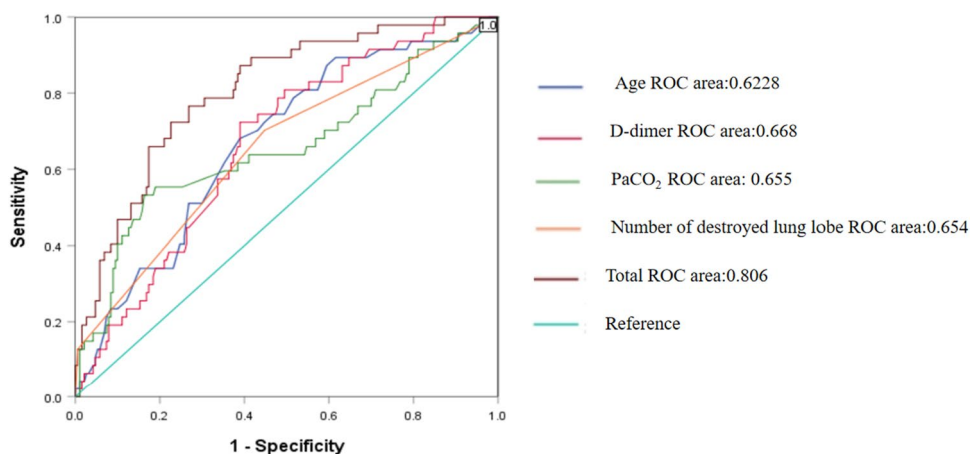 1.0
0.8
0.6
0.4
0.2
0.0
Sensitivity
0.0 0.2 0.4 0.6 0.8 1.0
1 - Specificity
1.0
Age ROC area:0.6228
D-dimer ROC area:0.668
PaCO₂ ROC area: 0.655
Number of destroyed lung lobe ROC area:0.654
Total ROC area:0.806
Reference